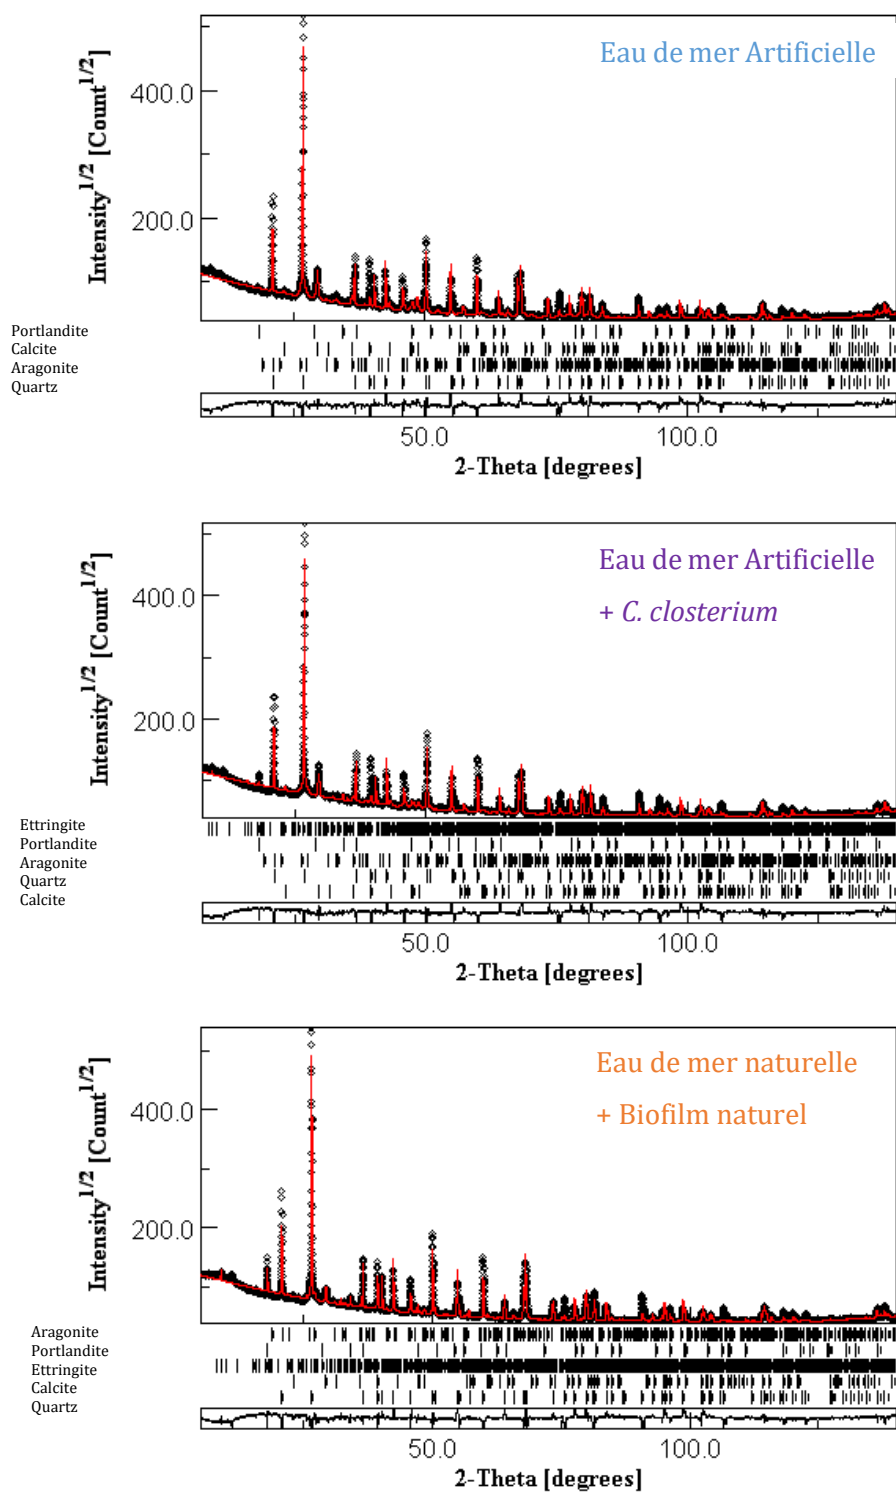 Eau de mer Artificielle
Intensity1/2 [Count1/2]
400.0
200.0
Portlandite
Calcite
Aragonite
Quartz
50.0
100.0
2-Theta [degrees]
Eau de mer Artificielle
+ C. closterium
Intensity1/2 [Count1/2]
400.0
200.0
Ettringite
Portlandite
Aragonite
Quartz
Calcite
50.0
100.0
2-Theta [degrees]
Eau de mer naturelle
+ Biofilm naturel
Intensity1/2 [Count1/2]
400.0
200.0
Aragonite
Portlandite
Ettringite
Calcite
Quartz
50.0
100.0
2-Theta [degrees]